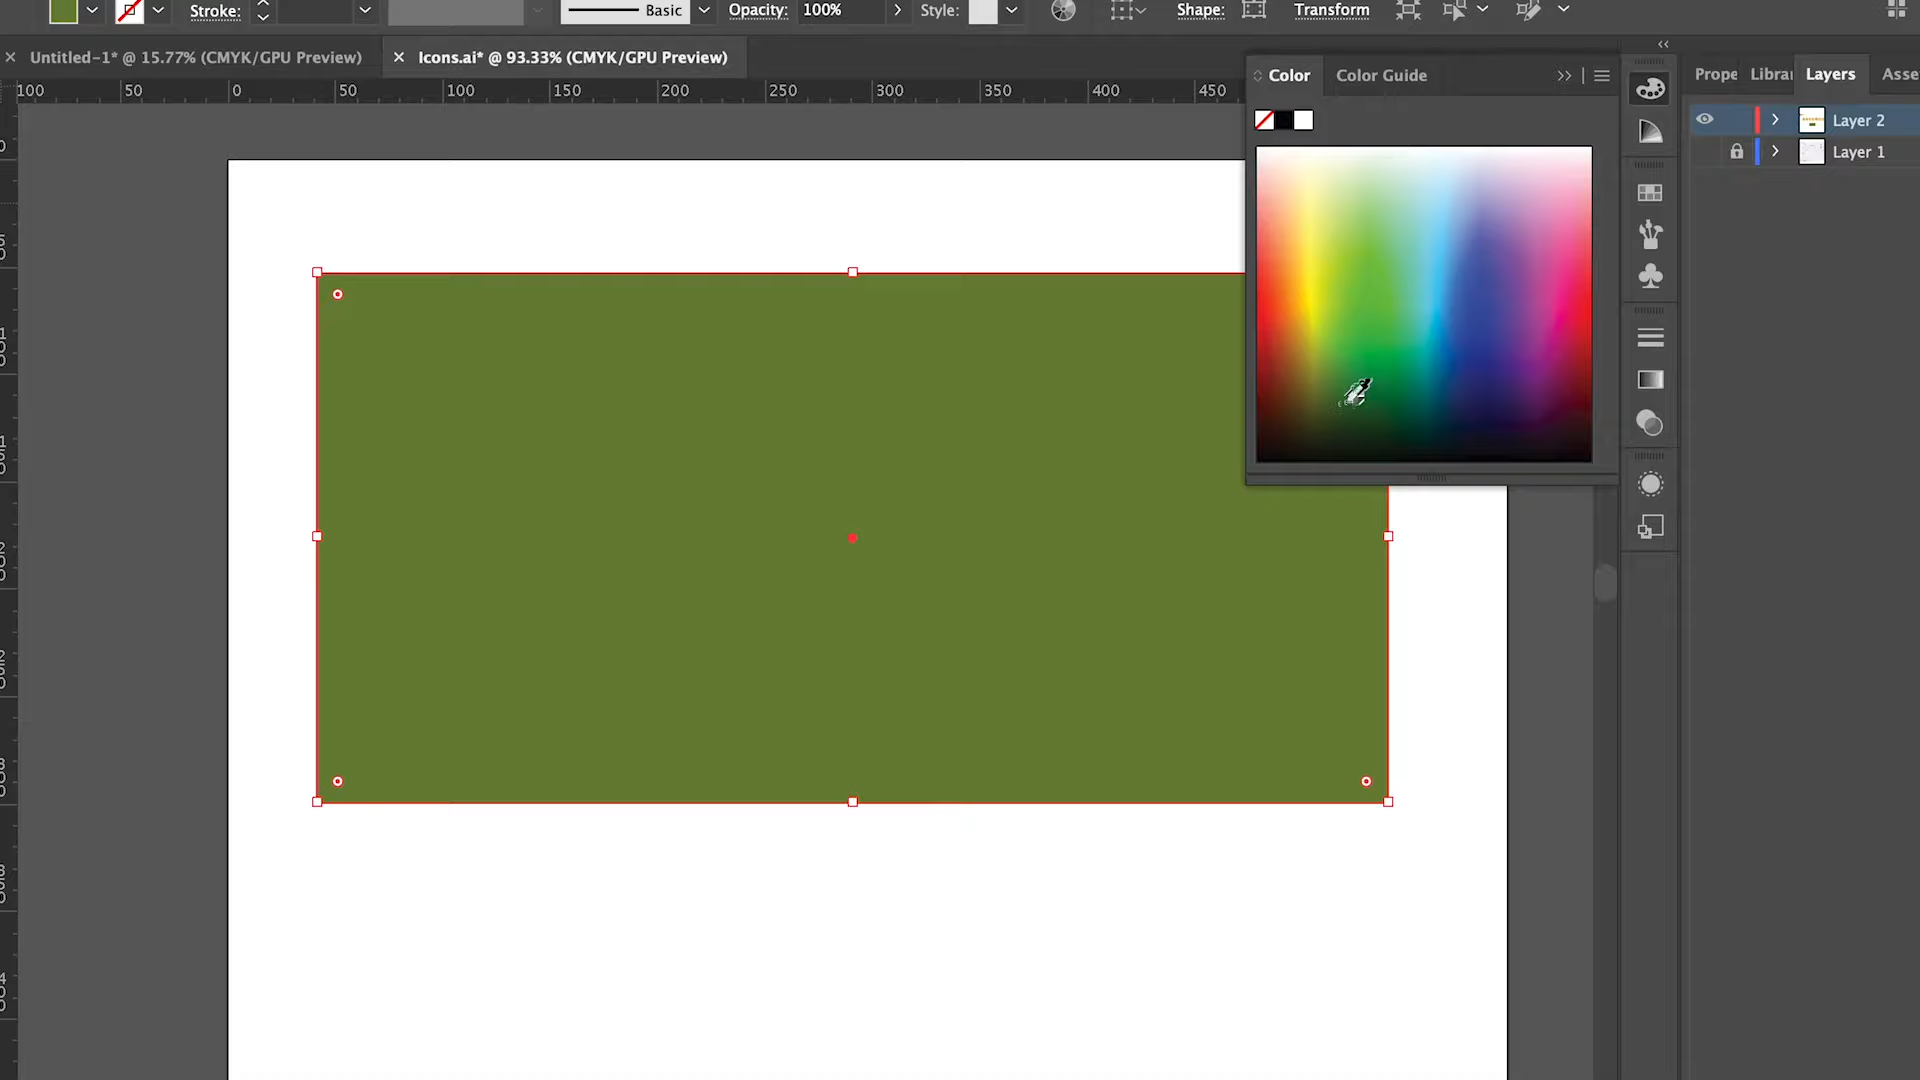 Stroke: Basic Opacity: 100% Style: Shape: Transform
Untitled-1* @ 15.77% (CMYK/GPU Preview) Icons.ai* @ 93.33% (CMYK/GPU Preview)
Color Color Guide
Prope Librar Layers Asse
100 50 0 50 100 150 200 250 300 350 400 450
Layer 2
Layer 1